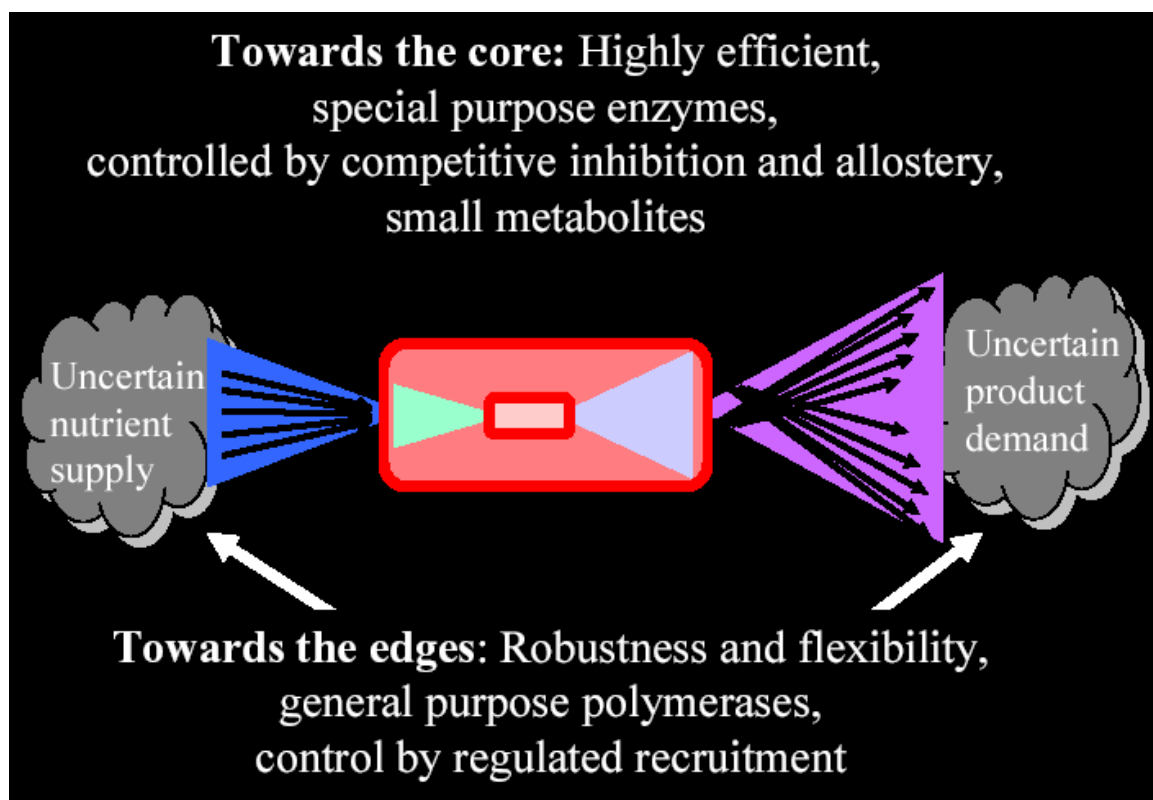 Towards the core: Highly efficient,
special purpose enzymes,
controlled by competitive inhibition and allostery,
small metabolites
Uncertain
nutrient
supply
Uncertain
product
demand
Towards the edges: Robustness and flexibility,
general purpose polymerases,
control by regulated recruitment